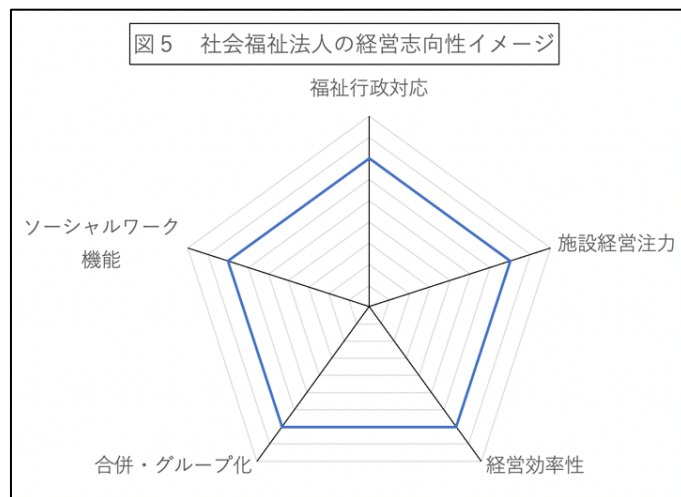 図５　社会福祉法人の経営志向性イメージ
福祉行政対応
ソーシャルワーク
機能
施設経営注力
合併・グループ化
経営効率性